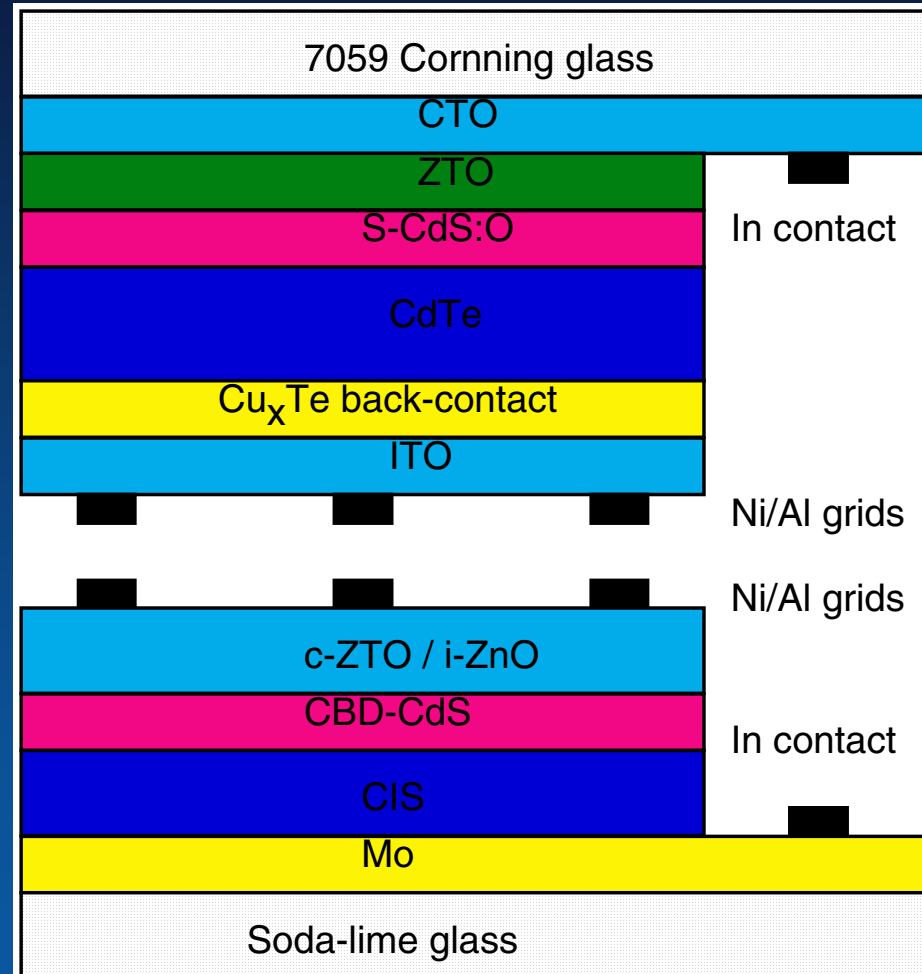 7059 Cornning glass
CTO
ZTO
S-CdS:O
In contact
CdTe
CuxTe back-contact
ITO
Ni/Al grids
Ni/Al grids
c-ZTO / i-ZnO
CBD-CdS
In contact
CIS
Mo
Soda-lime glass